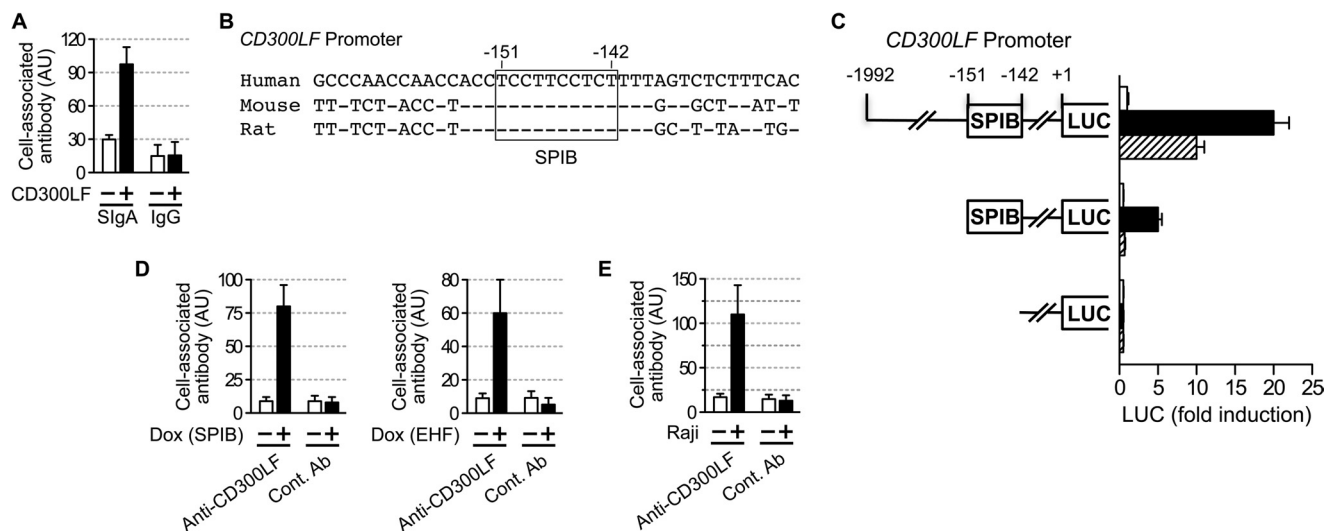 A
120
90
60
30
0
Cell-associated
antibody (AU)
CD300LF
– + – +
SIgA IgG
B
CD300LF Promoter
-151 -142
Human GCCCAACCAACCACCTCCTTCCTCTTTTAGTCTCTTTCAC
Mouse TT-TCT-ACC-T----------------G--GCT--AT-T
Rat TT-TCT-ACC-T----------------GC-T-TA--TG-
SPIB
C
CD300LF Promoter
-1992 -151 -142 +1
SPIB LUC
SPIB LUC
LUC
0 5 10 15 20 25
LUC (fold induction)
D
100
75
50
25
0
Cell-associated
antibody (AU)
Dox (SPIB)
– + – +
Anti-CD300LF
Cont. Ab
80
60
40
20
0
Cell-associated
antibody (AU)
Dox (EHF)
– + – +
Anti-CD300LF
Cont. Ab
E
150
100
50
0
Cell-associated
antibody (AU)
Raji
– + – +
Anti-CD300LF
Cont. Ab